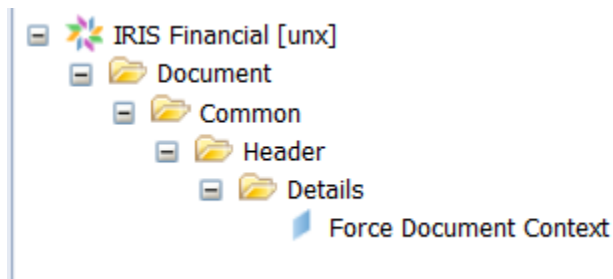 IRIS Financial [unx]
Document
Common
Header
Details
Force Document Context